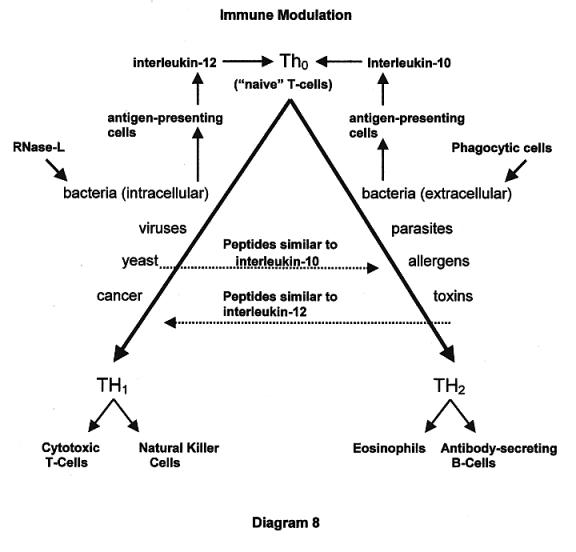 Immune Modulation
interleukin-12
Th0
Interleukin-10
("naive" T-cells)
antigen-presenting
cells
antigen-presenting
cells
RNase-L
Phagocytic cells
bacteria (intracellular)
bacteria (extracellular)
viruses
parasites
Peptides similar to
interleukin-10
yeast
allergens
cancer
Peptides similar to
interleukin-12
toxins
TH1
TH2
Cytotoxic
T-Cells
Natural Killer
Cells
Eosinophils
Antibody-secreting
B-Cells
Diagram 8